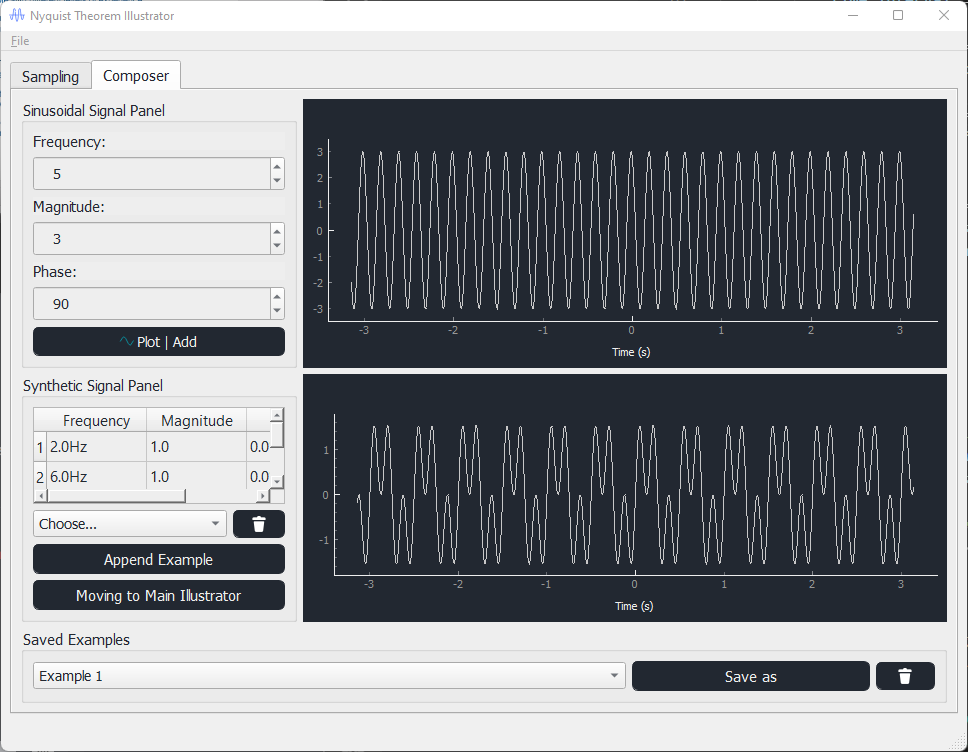 Nyquist Theorem Illustrator
File
Sampling Composer
Sinusoidal Signal Panel
Frequency:
5
Magnitude:
3
Phase:
90
Plot | Add
3
2
1
0
-1
-2
-3
-3 -2 -1 0 1 2 3
Time (s)
Synthetic Signal Panel
Frequency Magnitude
1 2.0Hz 1.0 0.0
2 6.0Hz 1.0 0.0
Choose...
Append Example
Moving to Main Illustrator
1
0
-1
-3 -2 -1 0 1 2 3
Time (s)
Saved Examples
Example 1 Save as